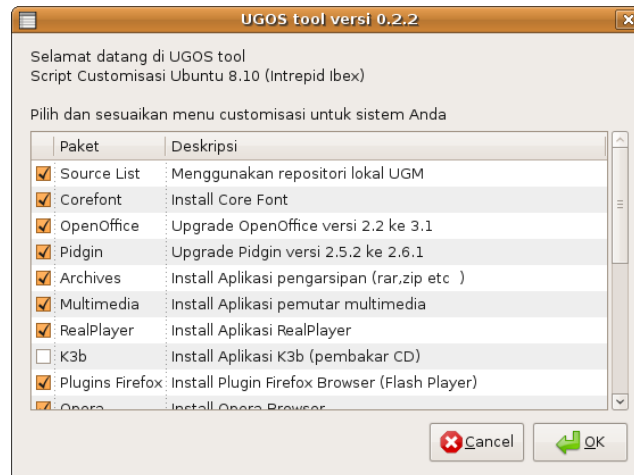 UGOS tool versi 0.2.2
Selamat datang di UGOS tool
Script Customisasi Ubuntu 8.10 (Intrepid Ibex)
Pilih dan sesuaikan menu customisasi untuk sistem Anda
Paket Deskripsi
Source List Menggunakan repositori lokal UGM
Corefont Install Core Font
OpenOffice Upgrade OpenOffice versi 2.2 ke 3.1
Pidgin Upgrade Pidgin versi 2.5.2 ke 2.6.1
Archives Install Aplikasi pengarsipan (rar,zip etc )
Multimedia Install Aplikasi pemutar multimedia
RealPlayer Install Aplikasi RealPlayer
K3b Install Aplikasi K3b (pembakar CD)
Plugins Firefox Install Plugin Firefox Browser (Flash Player)
Opera Install Opera Browser
Cancel OK